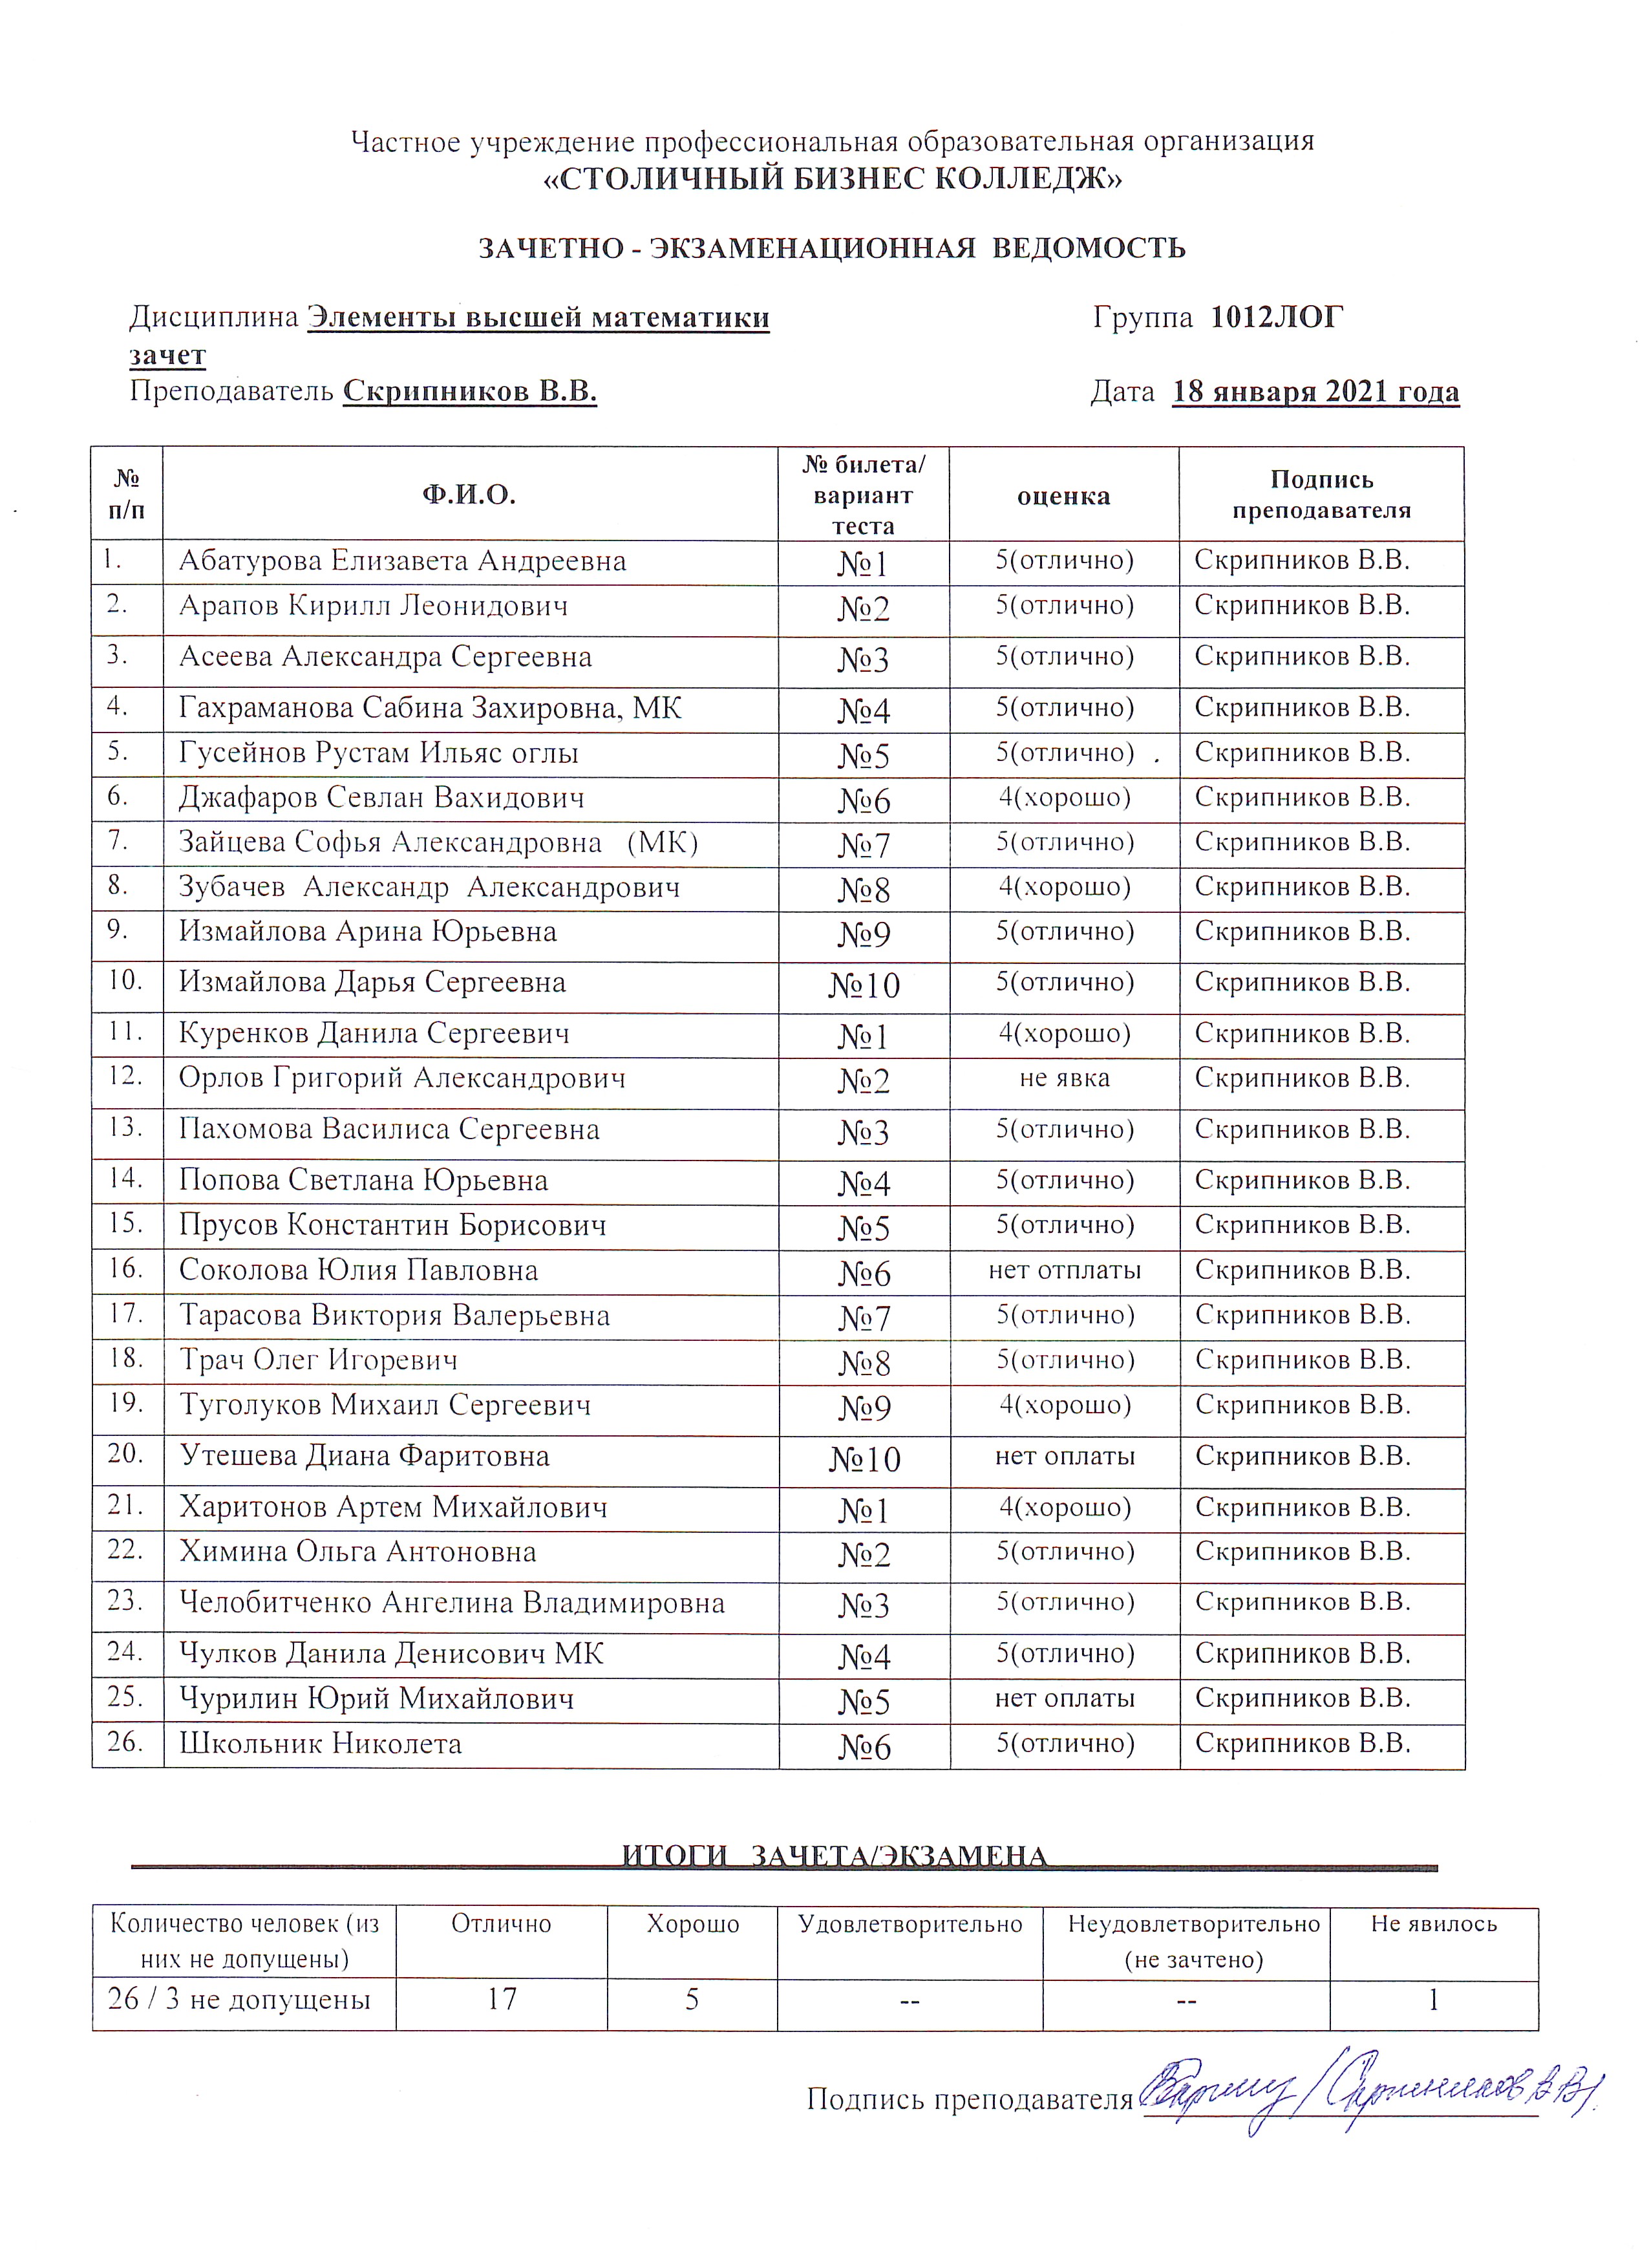 Частное учреждение профессиональная образовательная организация
«СТОЛИЧНЫЙ БИЗНЕС КОЛЛЕДЖ»
ЗАЧЕТНО - ЭКЗАМЕНАЦИОННАЯ ВЕДОМОСТЬ
Дисциплина Элементы высшей математики Группа 1012ЛОГ
зачет
Преподаватель Скрипников В.В. Дата 18 января 2021 года
№ п/п Ф.И.О. № билета/ вариант теста оценка Подпись преподавателя
1. Абатурова Елизавета Андреевна №1 5(отлично) Скрипников В.В.
2. Арапов Кирилл Леонидович №2 5(отлично) Скрипников В.В.
3. Асеева Александра Сергеевна №3 5(отлично) Скрипников В.В.
4. Гахраманова Сабина Захировна, МК №4 5(отлично) Скрипников В.В.
5. Гусейнов Рустам Ильяс оглы №5 5(отлично) Скрипников В.В.
6. Джафаров Севлан Вахидович №6 4(хорошо) Скрипников В.В.
7. Зайцева Софья Александровна (МК) №7 5(отлично) Скрипников В.В.
8. Зубачев Александр Александрович №8 4(хорошо) Скрипников В.В.
9. Измайлова Арина Юрьевна №9 5(отлично) Скрипников В.В.
10. Измайлова Дарья Сергеевна №10 5(отлично) Скрипников В.В.
11. Куренков Данила Сергеевич №1 4(хорошо) Скрипников В.В.
12. Орлов Григорий Александрович №2 не явка Скрипников В.В.
13. Пахомова Василиса Сергеевна №3 5(отлично) Скрипников В.В.
14. Попова Светлана Юрьевна №4 5(отлично) Скрипников В.В.
15. Прусов Константин Борисович №5 5(отлично) Скрипников В.В.
16. Соколова Юлия Павловна №6 нет отплаты Скрипников В.В.
17. Тарасова Виктория Валерьевна №7 5(отлично) Скрипников В.В.
18. Трач Олег Игоревич №8 5(отлично) Скрипников В.В.
19. Туголуков Михаил Сергеевич №9 4(хорошо) Скрипников В.В.
20. Утешева Диана Фаритовна №10 нет оплаты Скрипников В.В.
21. Харитонов Артем Михайлович №1 4(хорошо) Скрипников В.В.
22. Химина Ольга Антоновна №2 5(отлично) Скрипников В.В.
23. Челобитченко Ангелина Владимировна №3 5(отлично) Скрипников В.В.
24. Чулков Данила Денисович МК №4 5(отлично) Скрипников В.В.
25. Чурилин Юрий Михайлович №5 нет оплаты Скрипников В.В.
26. Школьник Николета №6 5(отлично) Скрипников В.В.
ИТОГИ ЗАЧЕТА/ЭКЗАМЕНА
Количество человек (из Отлично Хорошо Удовлетворительно Неудовлетворительно Не явилось
них не допущены) (не зачтено)
26 / 3 не допущены 17 5 -- -- 1
Подпись преподавателя / Скрипников В В/.